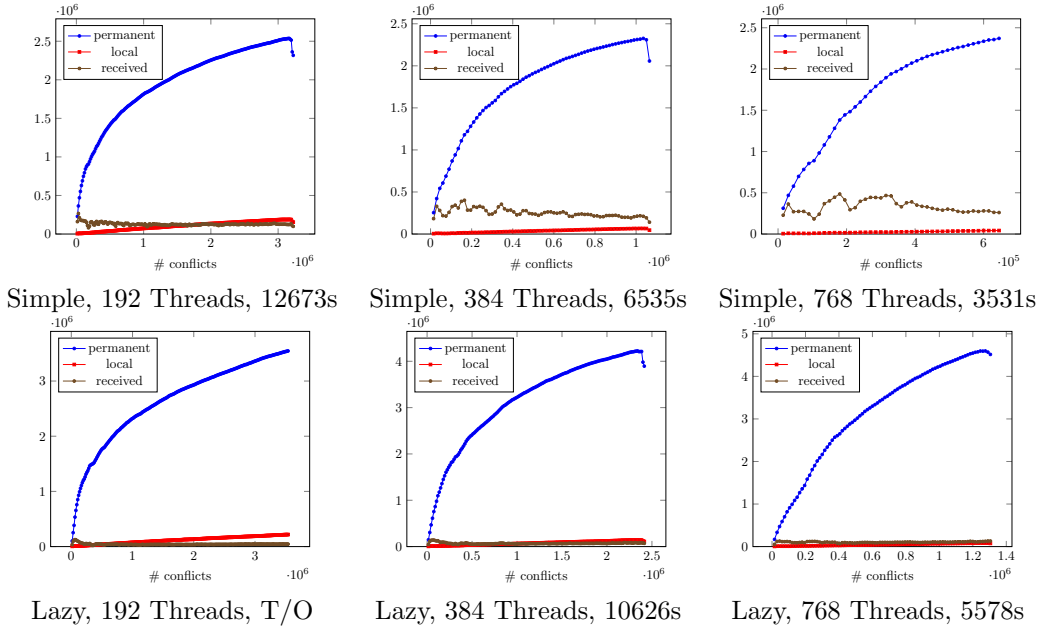 ·10^6
2.5
2
1.5
1
0.5
0
permanent
local
received
0 1 2 3
# conflicts ·10^6
Simple, 192 Threads, 12673s
·10^6
2.5
2
1.5
1
0.5
0
permanent
local
received
0 0.2 0.4 0.6 0.8 1
# conflicts ·10^6
Simple, 384 Threads, 6535s
·10^6
2.5
2
1.5
1
0.5
0
permanent
local
received
2 4 6
# conflicts ·10^5
Simple, 768 Threads, 3531s
·10^6
3
2
1
0
permanent
local
received
0 1 2 3
# conflicts ·10^6
Lazy, 192 Threads, T/O
·10^6
4
3
2
1
0
permanent
local
received
0 0.5 1 1.5 2 2.5
# conflicts ·10^6
Lazy, 384 Threads, 10626s
·10^6
5
4
3
2
1
0
permanent
local
received
0 0.2 0.4 0.6 0.8 1 1.2 1.4
# conflicts ·10^6
Lazy, 768 Threads, 5578s